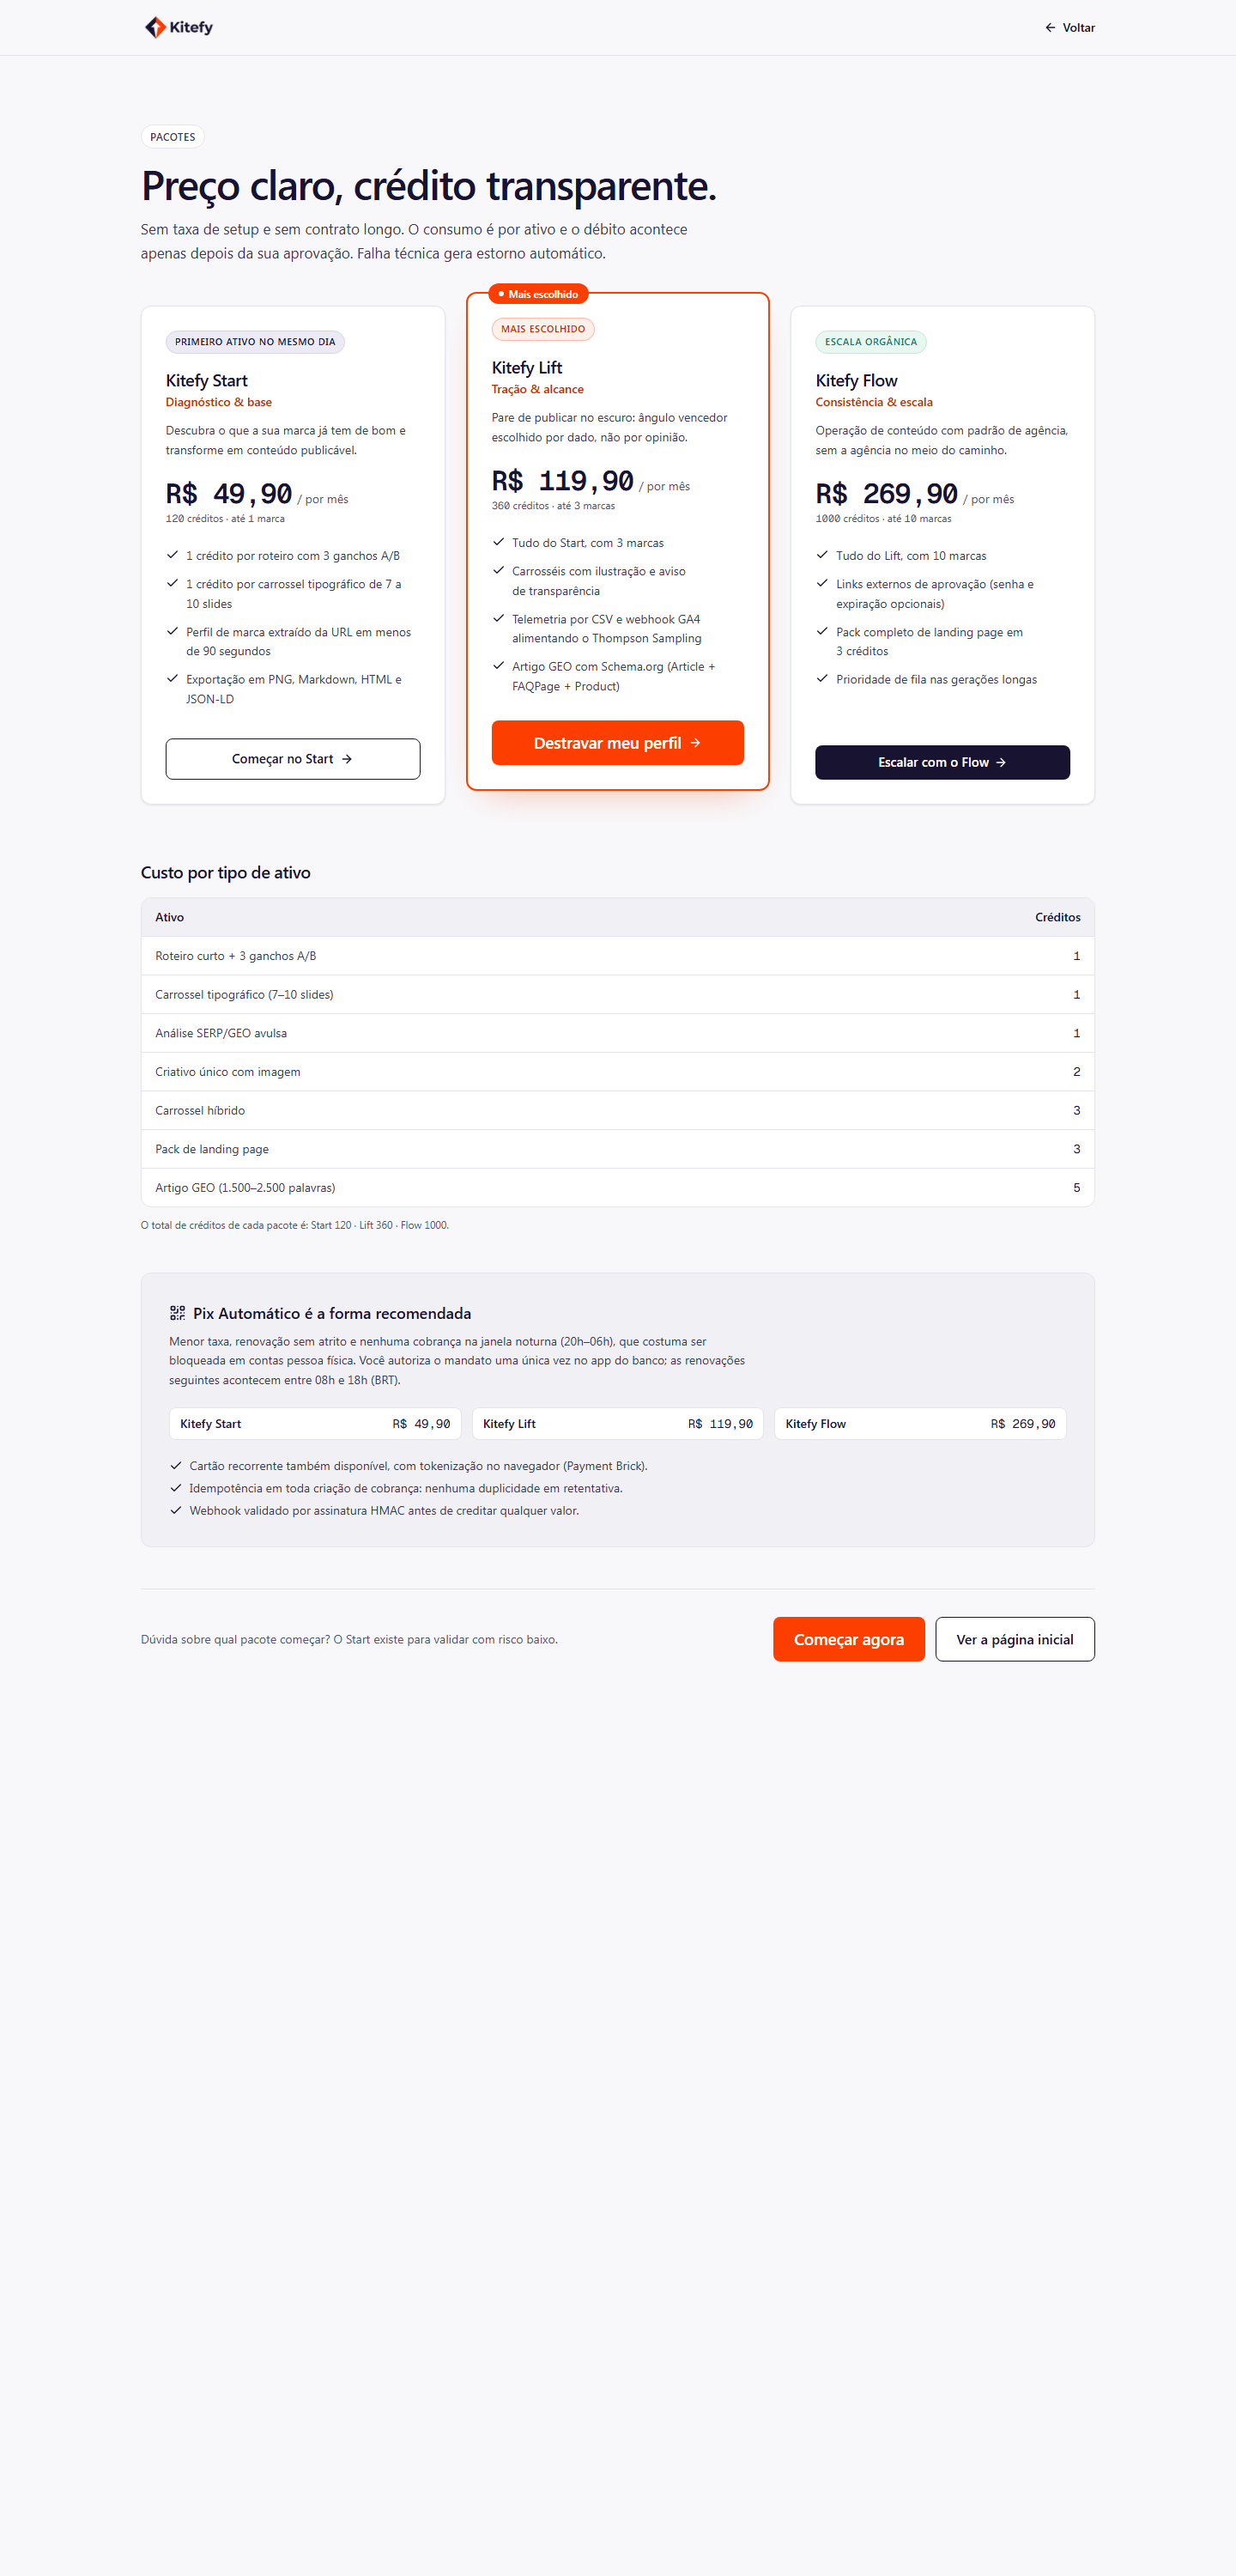 Kitefy
Voltar
PACOTES
Preço claro, crédito transparente.
Sem taxa de setup e sem contrato longo. O consumo é por ativo e o débito acontece
apenas depois da sua aprovação. Falha técnica gera estorno automático.
PRIMEIRO ATIVO NO MESMO DIA
Kitefy Start
Diagnóstico & base
Descubra o que a sua marca já tem de bom e
transforme em conteúdo publicável.
R$ 49,90 / por mês
120 créditos · até 1 marca
1 crédito por roteiro com 3 ganchos A/B
1 crédito por carrossel tipográfico de 7 a
10 slides
Perfil de marca extraído da URL em menos
de 90 segundos
Exportação em PNG, Markdown, HTML e
JSON-LD
Começar no Start
Mais escolhido
MAIS ESCOLHIDO
Kitefy Lift
Tração & alcance
Pare de publicar no escuro: ângulo vencedor
escolhido por dado, não por opinião.
R$ 119,90 / por mês
360 créditos · até 3 marcas
Tudo do Start, com 3 marcas
Carrosséis com ilustração e aviso
de transparência
Telemetria por CSV e webhook GA4
alimentando o Thompson Sampling
Artigo GEO com Schema.org (Article +
FAQPage + Product)
Destravar meu perfil
ESCALA ORGÂNICA
Kitefy Flow
Consistência & escala
Operação de conteúdo com padrão de agência,
sem a agência no meio do caminho.
R$ 269,90 / por mês
1000 créditos · até 10 marcas
Tudo do Lift, com 10 marcas
Links externos de aprovação (senha e
expiração opcionais)
Pack completo de landing page em
3 créditos
Prioridade de fila nas gerações longas
Escalar com o Flow
Custo por tipo de ativo
Ativo Créditos
Roteiro curto + 3 ganchos A/B 1
Carrossel tipográfico (7–10 slides) 1
Análise SERP/GEO avulsa 1
Criativo único com imagem 2
Carrossel híbrido 3
Pack de landing page 3
Artigo GEO (1.500–2.500 palavras) 5
O total de créditos de cada pacote é: Start 120 · Lift 360 · Flow 1000.
Pix Automático é a forma recomendada
Menor taxa, renovação sem atrito e nenhuma cobrança na janela noturna (20h–06h), que costuma ser
bloqueada em contas pessoa física. Você autoriza o mandato uma única vez no app do banco; as renovações
seguintes acontecem entre 08h e 18h (BRT).
Kitefy Start R$ 49,90
Kitefy Lift R$ 119,90
Kitefy Flow R$ 269,90
Cartão recorrente também disponível, com tokenização no navegador (Payment Brick).
Idempotência em toda criação de cobrança: nenhuma duplicidade em retentativa.
Webhook validado por assinatura HMAC antes de creditar qualquer valor.
Dúvida sobre qual pacote começar? O Start existe para validar com risco baixo.
Começar agora
Ver a página inicial